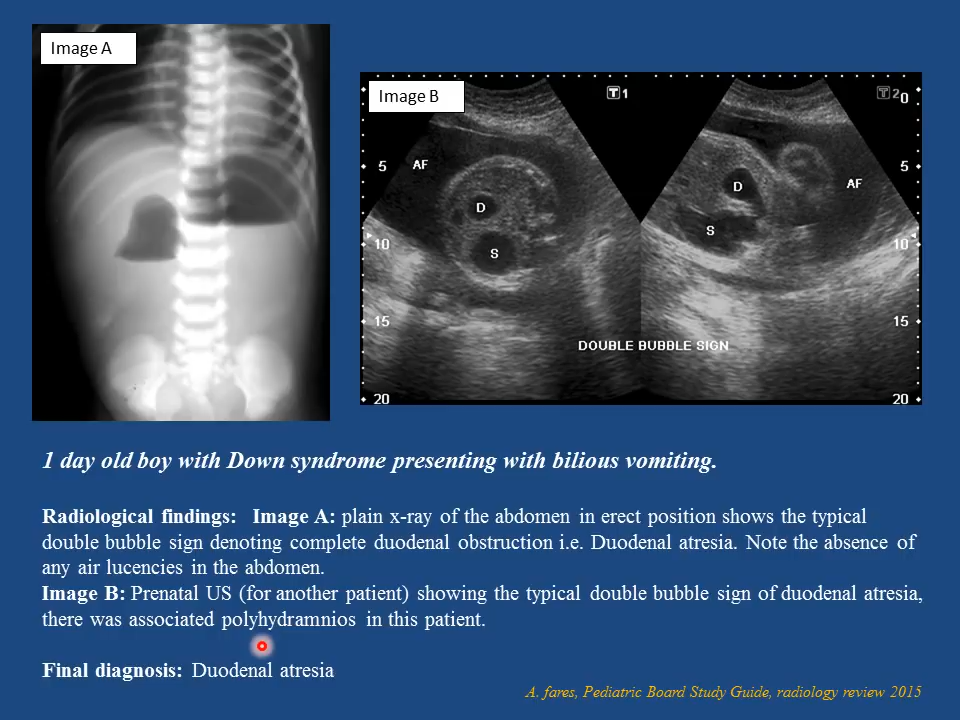 Image A
Image B
T 1
T 2
0
5
5
10
10
15
15
20
20
AF
D
S
D
S
AF
DOUBLE BUBBLE SIGN
1 day old boy with Down syndrome presenting with bilious vomiting.
Radiological findings: Image A: plain x-ray of the abdomen in erect position shows the typical
double bubble sign denoting complete duodenal obstruction i.e. Duodenal atresia. Note the absence of
any air lucencies in the abdomen.
Image B: Prenatal US (for another patient) showing the typical double bubble sign of duodenal atresia,
there was associated polyhydramnios in this patient.
Final diagnosis: Duodenal atresia
A. fares, Pediatric Board Study Guide, radiology review 2015